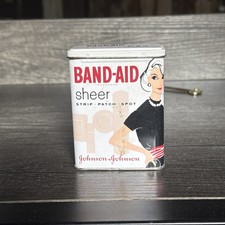 BAND-AID
sheer
STRIP · PATCH · SPOT
Johnson & Johnson